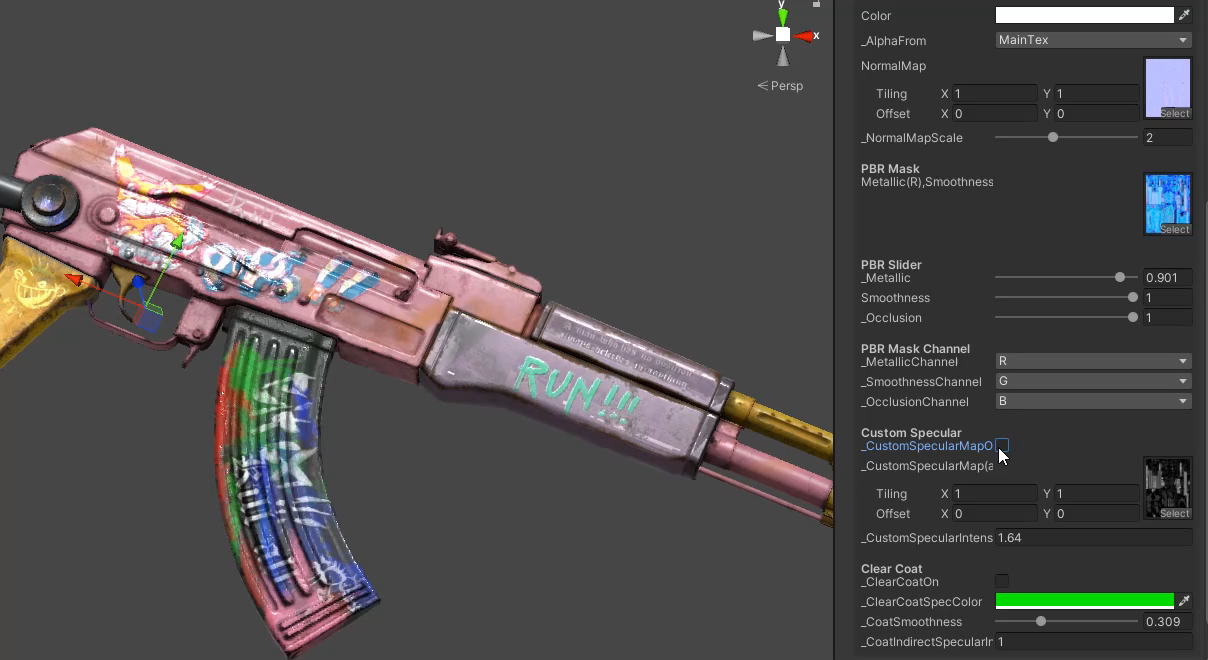 y
x
< Persp
RUN!!!
Color
_AlphaFrom MainTex
NormalMap
Tiling X 1 Y 1
Offset X 0 Y 0
Select
_NormalMapScale 2
PBR Mask
Metallic(R),Smoothness
Select
PBR Slider
_Metallic 0.901
Smoothness 1
_Occlusion 1
PBR Mask Channel
_MetallicChannel R
_SmoothnessChannel G
_OcclusionChannel B
Custom Specular
_CustomSpecularMapO
_CustomSpecularMap(a
Tiling X 1 Y 1
Offset X 0 Y 0
Select
_CustomSpecularIntens 1.64
Clear Coat
_ClearCoatOn
_ClearCoatSpecColor
_CoatSmoothness 0.309
_CoatIndirectSpecularIr 1